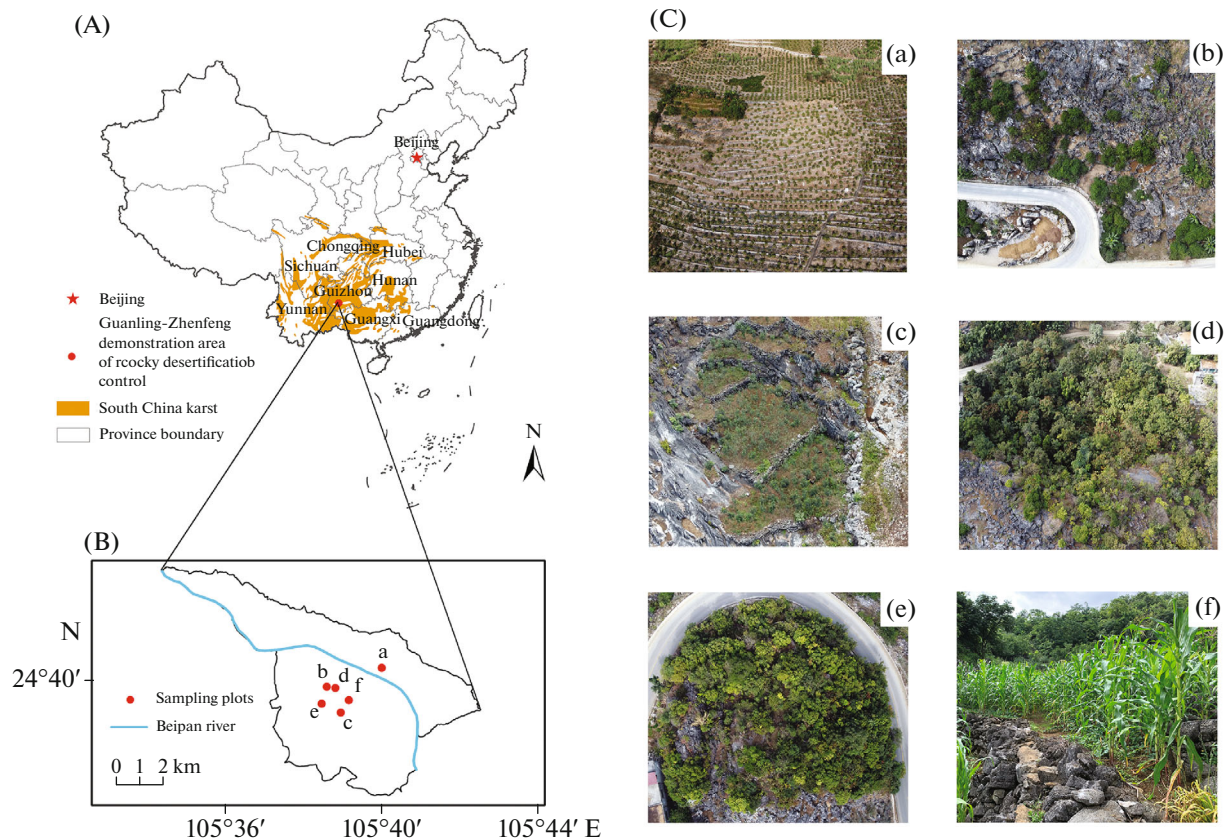 (A)
Beijing
Chongqing
Hubei
Sichuan
Hunan
Guizhou
Yunnan
Guangxi
Guangdong
Beijing
Guanling-Zhenfeng
demonstration area
of rcocky desertificatiob
control
South China karst
Province boundary
N
(B)
N
24°40′
a
b
d
f
e
c
Sampling plots
Beipan river
0 1 2 km
105°36′
105°40′
105°44′ E
(C)
(a)
(b)
(c)
(d)
(e)
(f)